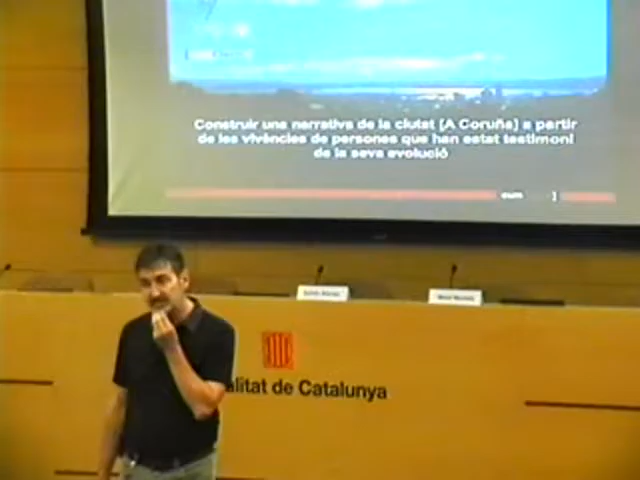 Construir una narrativa de la ciutat (A Coruña) a partir
de les vivències de persones que han estat testimoni
de la seva evolució
alitat de Catalunya